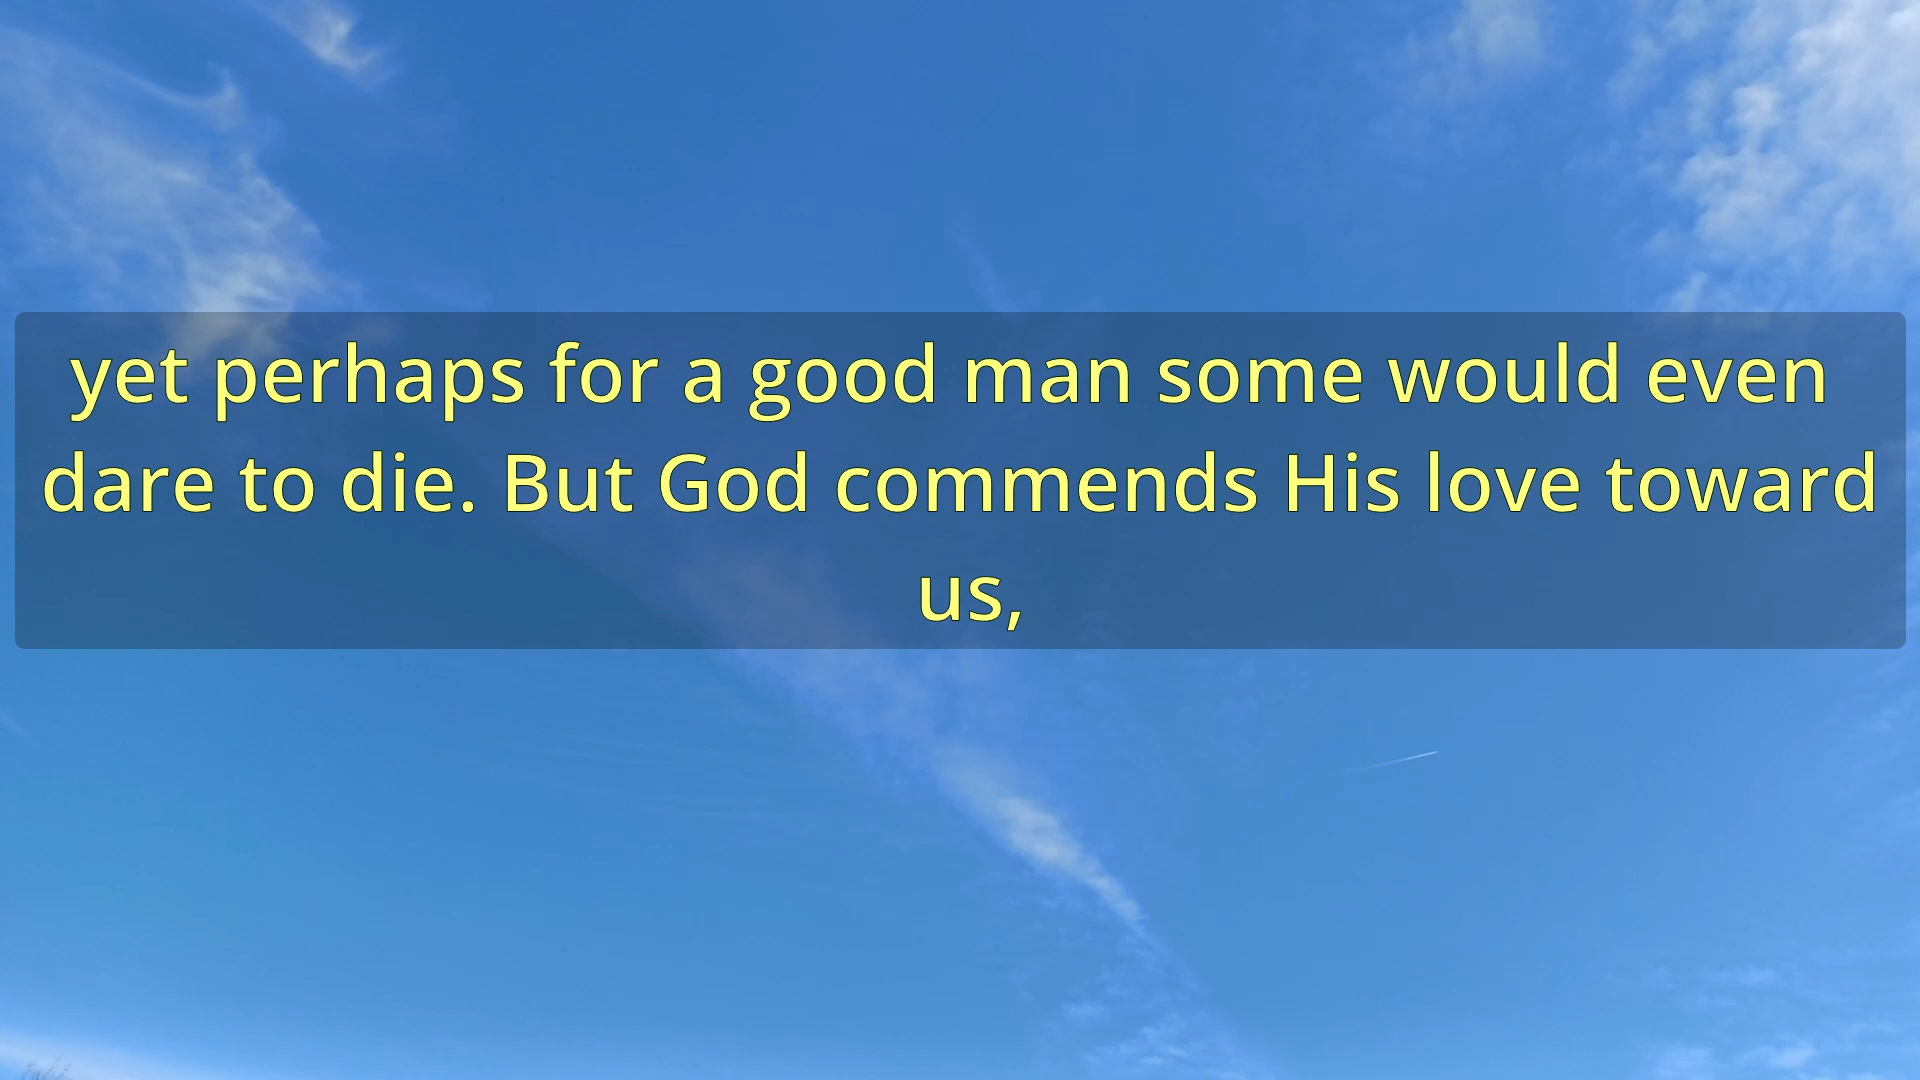 yet perhaps for a good man some would even
dare to die. But God commends His love toward
us,